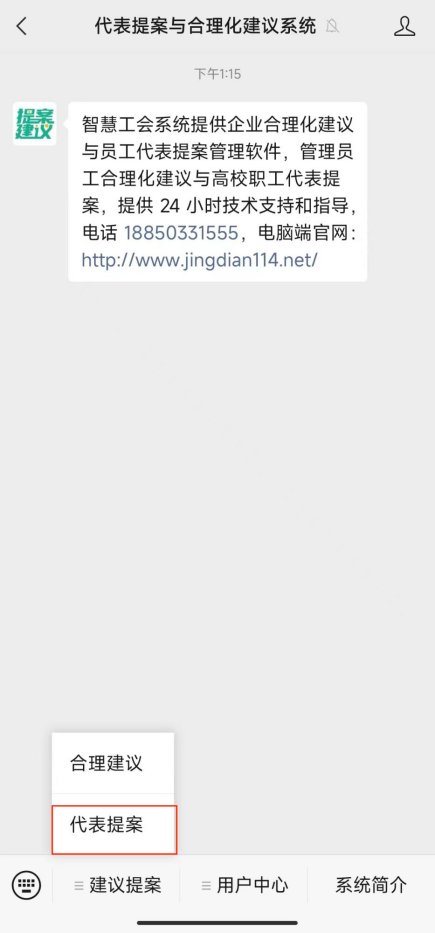 代表提案与合理化建议系统
下午1:15
提案
建议
智慧工会系统提供企业合理化建议
与员工代表提案管理软件，管理员
工合理化建议与高校职工代表提
案，提供 24 小时技术支持和指导，
电话 18850331555，电脑端官网：
http://www.jingdian114.net/
合理建议
代表提案
建议提案
用户中心
系统简介